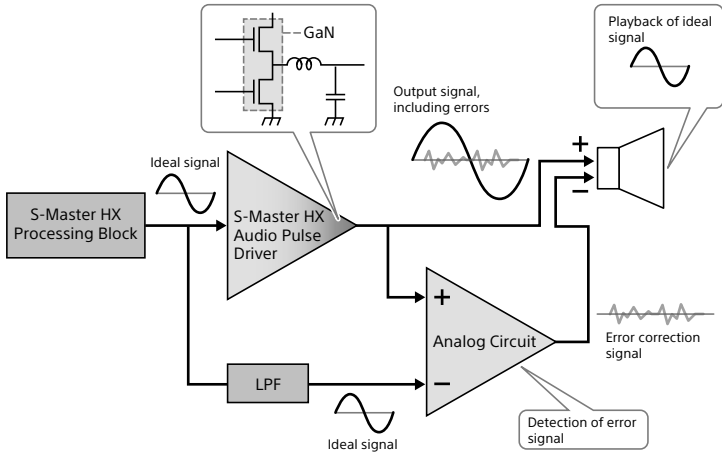 GaN
Playback of ideal
signal
Output signal,
including errors
+
−
Ideal signal
S-Master HX
Processing Block
S-Master HX
Audio Pulse
Driver
+
Analog Circuit
−
Error correction
signal
LPF
Ideal signal
Detection of error
signal